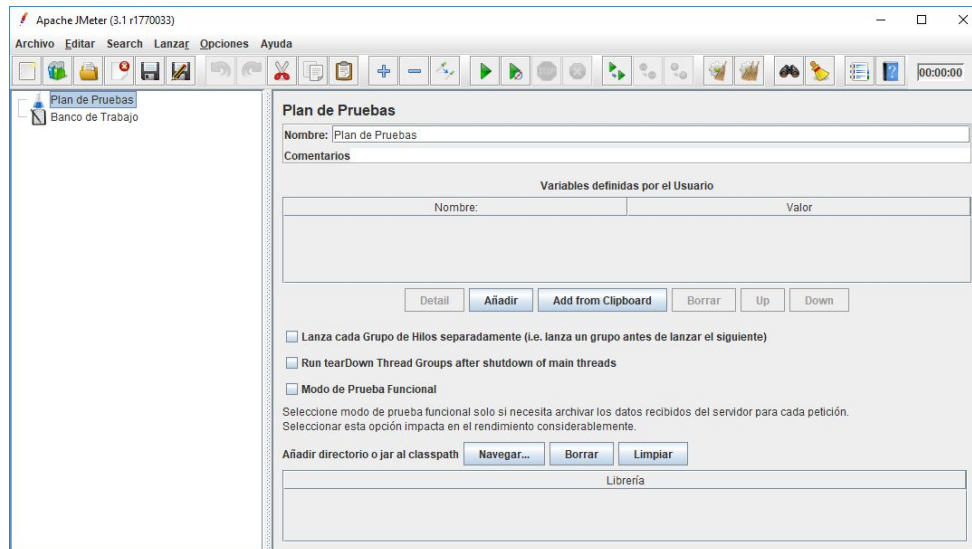 Apache JMeter (3.1 r1770033)
Archivo Editar Search Lanzar Opciones Ayuda
00:00:00
Plan de Pruebas
Banco de Trabajo
Plan de Pruebas
Nombre: Plan de Pruebas
Comentarios
Variables definidas por el Usuario
Nombre: Valor
Detail Añadir Add from Clipboard Borrar Up Down
Lanza cada Grupo de Hilos separadamente (i.e. lanza un grupo antes de lanzar el siguiente)
Run tearDown Thread Groups after shutdown of main threads
Modo de Prueba Funcional
Seleccione modo de prueba funcional solo si necesita archivar los datos recibidos del servidor para cada petición.
Seleccionar esta opción impacta en el rendimiento considerablemente.
Añadir directorio o jar al classpath Navegar... Borrar Limpiar
Librería